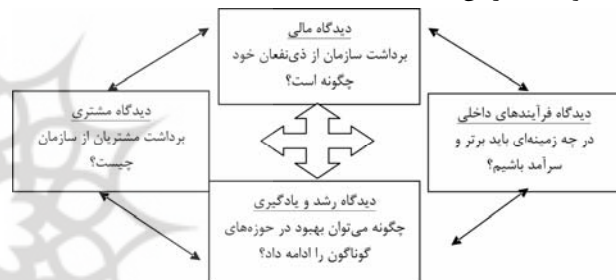 دیدگاه مالی
برداشت سازمان از ذی‌نفعان خود
چگونه است؟
دیدگاه فرآیندهای داخلی
در چه زمینه‌ای باید برتر و
سرآمد باشیم؟
دیدگاه مشتری
برداشت مشتریان از سازمان
چیست؟
دیدگاه رشد و یادگیری
چگونه می‌توان بهبود در حوزه‌های
گوناگون را ادامه داد؟